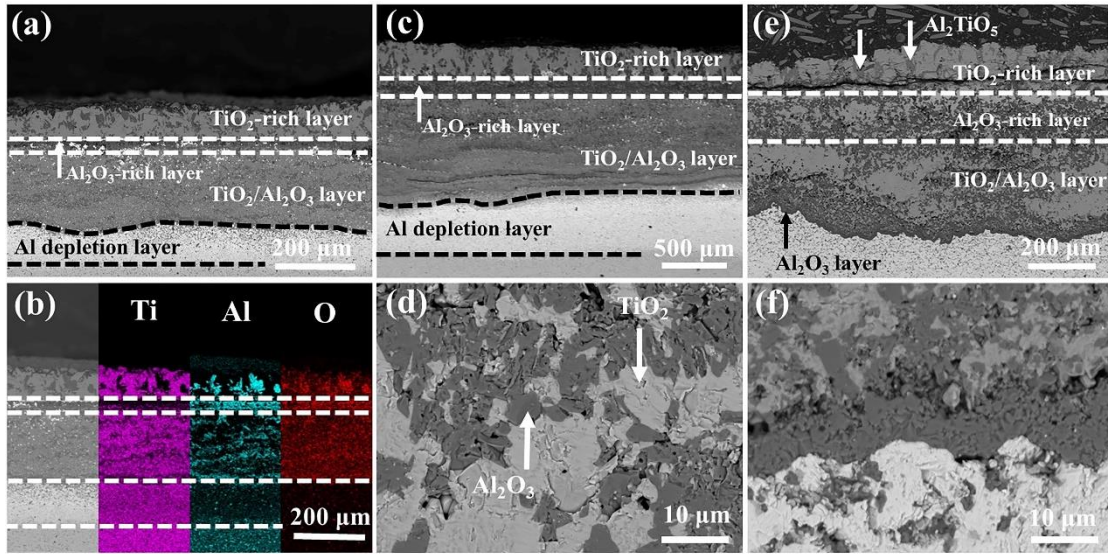 (a)
TiO₂-rich layer
Al₂O₃-rich layer
TiO₂/Al₂O₃ layer
Al depletion layer
200 μm
(b)
Ti
Al
O
200 μm
(c)
TiO₂-rich layer
Al₂O₃-rich layer
TiO₂/Al₂O₃ layer
Al depletion layer
500 μm
(d)
TiO₂
Al₂O₃
10 μm
(e)
Al₂TiO₅
TiO₂-rich layer
Al₂O₃-rich layer
TiO₂/Al₂O₃ layer
Al₂O₃ layer
200 μm
(f)
10 μm